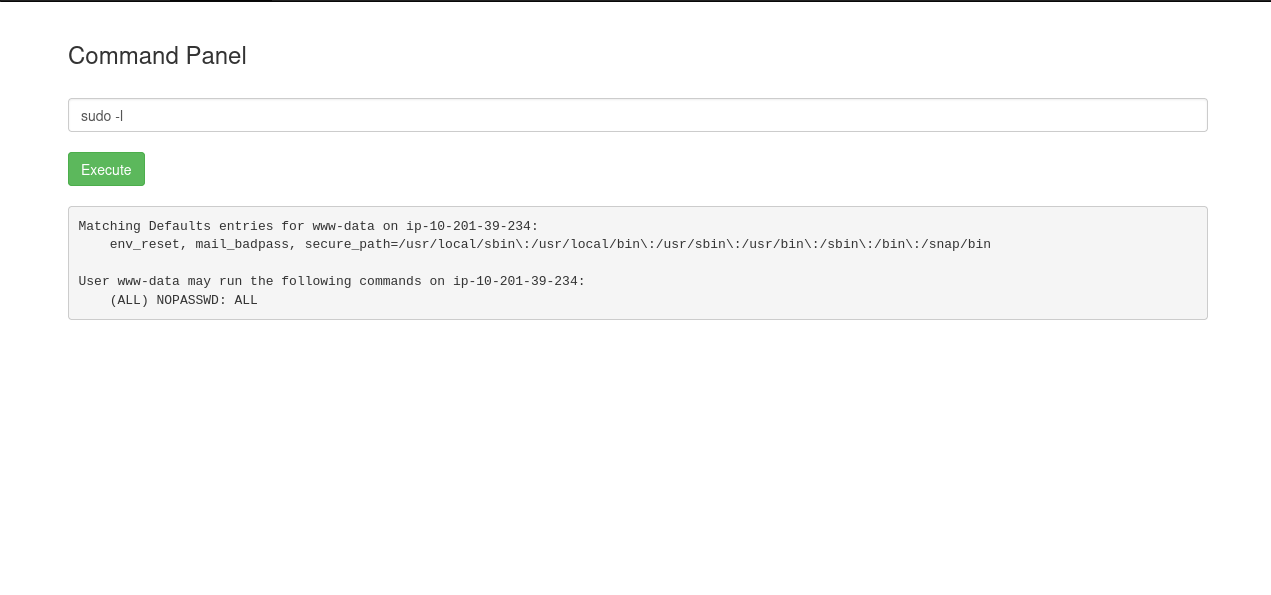 Command Panel
sudo -l
Execute
Matching Defaults entries for www-data on ip-10-201-39-234:
    env_reset, mail_badpass, secure_path=/usr/local/sbin\:/usr/local/bin\:/usr/sbin\:/usr/bin\:/sbin\:/bin\:/snap/bin
User www-data may run the following commands on ip-10-201-39-234:
    (ALL) NOPASSWD: ALL